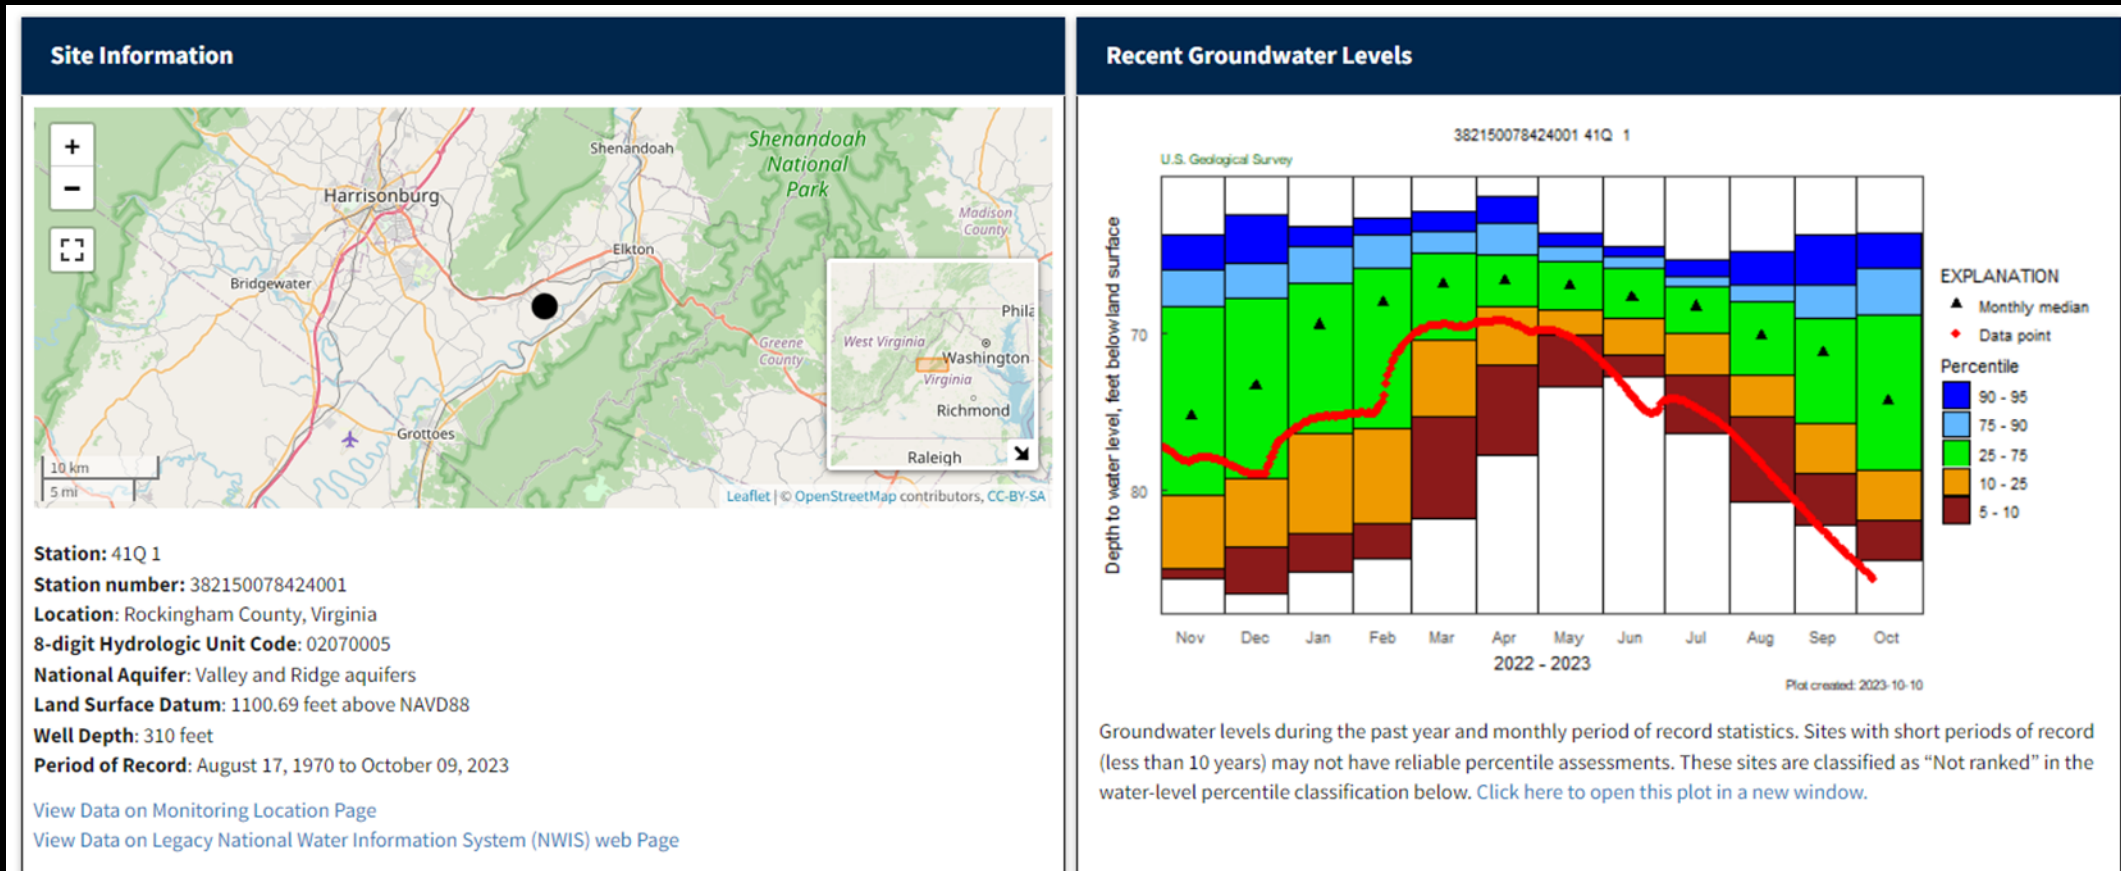 Site Information
+
−
Shenandoah
Shenandoah
National
Park
Harrisonburg
Madison
County
Elkton
Bridgewater
Phila
West Virginia
Washington
Greene
County
Virginia
Richmond
Grottoes
Raleigh
10 km
5 mi
Leaflet | © OpenStreetMap contributors, CC-BY-SA
Station: 41Q 1
Station number: 382150078424001
Location: Rockingham County, Virginia
8-digit Hydrologic Unit Code: 02070005
National Aquifer: Valley and Ridge aquifers
Land Surface Datum: 1100.69 feet above NAVD88
Well Depth: 310 feet
Period of Record: August 17, 1970 to October 09, 2023
View Data on Monitoring Location Page
View Data on Legacy National Water Information System (NWIS) web Page
Recent Groundwater Levels
382150078424001 41Q 1
U.S. Geological Survey
Depth to water level, feet below land surface
70
80
Nov Dec Jan Feb Mar Apr May Jun Jul Aug Sep Oct
2022 - 2023
Plot created: 2023-10-10
EXPLANATION
Monthly median
Data point
Percentile
90 - 95
75 - 90
25 - 75
10 - 25
5 - 10
Groundwater levels during the past year and monthly period of record statistics. Sites with short periods of record
(less than 10 years) may not have reliable percentile assessments. These sites are classified as “Not ranked” in the
water-level percentile classification below. Click here to open this plot in a new window.